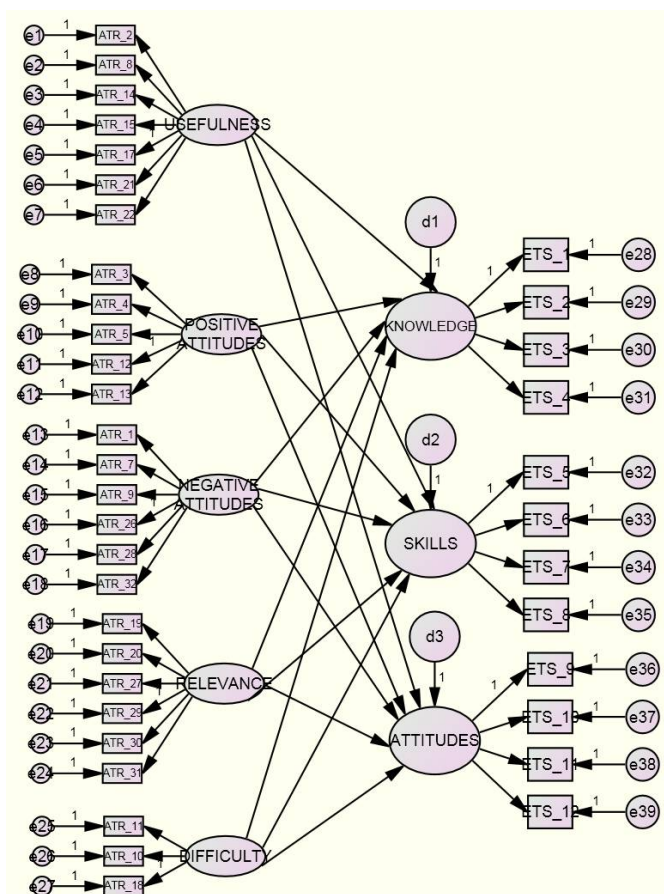 e1 1 ATR_2
e2 1 ATR_8
e3 1 ATR_14
e4 1 ATR_15
e5 1 ATR_17
e6 1 ATR_21
e7 1 ATR_22
1
USEFULNESS
e8 1 ATR_3
e9 1 ATR_4
e10 1 ATR_5
e11 1 ATR_12
e12 1 ATR_13
1
POSITIVE
ATTITUDES
e13 1 ATR_1
e14 1 ATR_7
e15 1 ATR_9
e16 1 ATR_26
e17 1 ATR_28
e18 1 ATR_32
1
NEGATIVE
ATTITUDES
e19 1 ATR_19
e20 1 ATR_20
e21 1 ATR_27
e22 1 ATR_29
e23 1 ATR_30
e24 1 ATR_31
1
RELEVANCE
e25 1 ATR_11
e26 1 ATR_10
e27 1 ATR_18
1
DIFFICULTY
d1
1
KNOWLEDGE
1 ETS_1 1 e28
ETS_2 1 e29
ETS_3 1 e30
ETS_4 1 e31
d2
1
SKILLS
1 ETS_5 1 e32
ETS_6 1 e33
ETS_7 1 e34
ETS_8 1 e35
d3
1
ATTITUDES
1 ETS_9 1 e36
ETS_10 1 e37
ETS_11 1 e38
ETS_12 1 e39